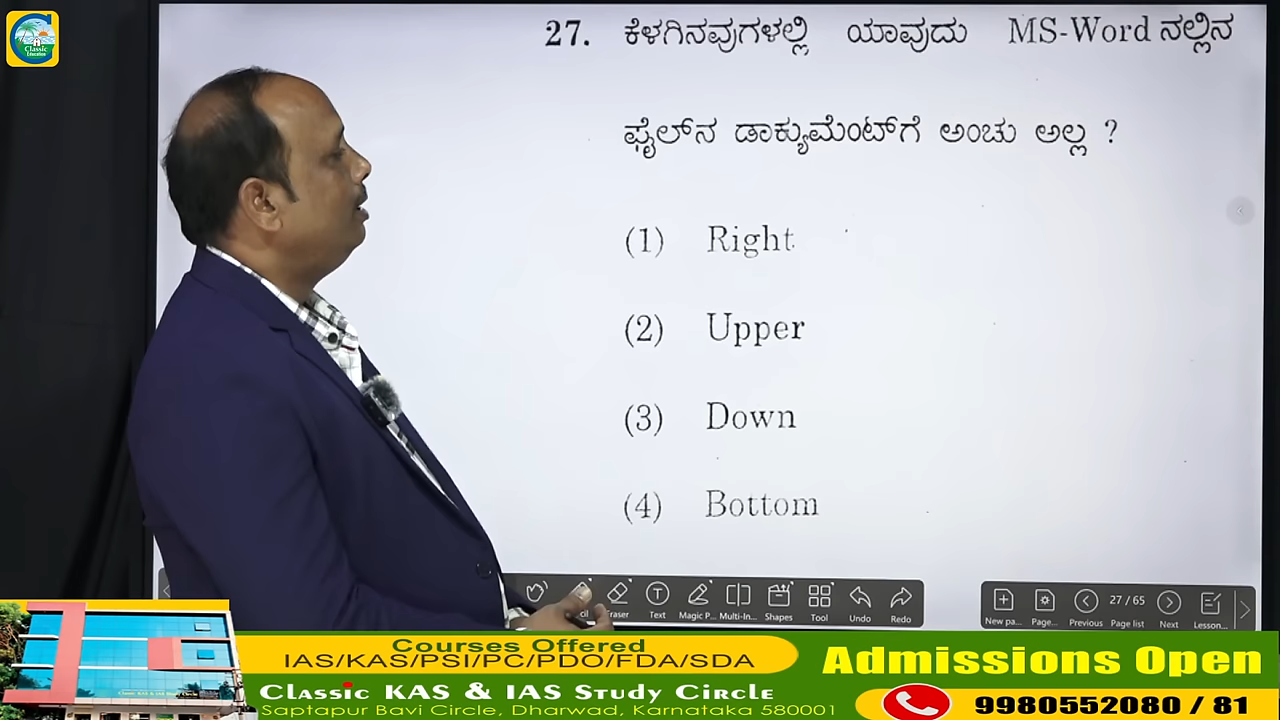 Classic
Education
27. ಕೆಳಗಿನವುಗಳಲ್ಲಿ ಯಾವುದು MS-Word ನಲ್ಲಿನ
ಫೈಲ್‌ನ ಡಾಕ್ಯುಮೆಂಟ್‌ಗೆ ಅಂಚು ಅಲ್ಲ ?
(1) Right
(2) Upper
(3) Down
(4) Bottom
Text Magic P... Multi-In... Shapes Tool Undo Redo
27 / 65
New pa... Page... Previous Page list Next Lesson...
Courses Offered
IAS/KAS/PSI/PC/PDO/FDA/SDA
Classic KAS & IAS Study Circle
Saptapur Bavi Circle, Dharwad, Karnataka 580001
Admissions Open
9980552080 / 81